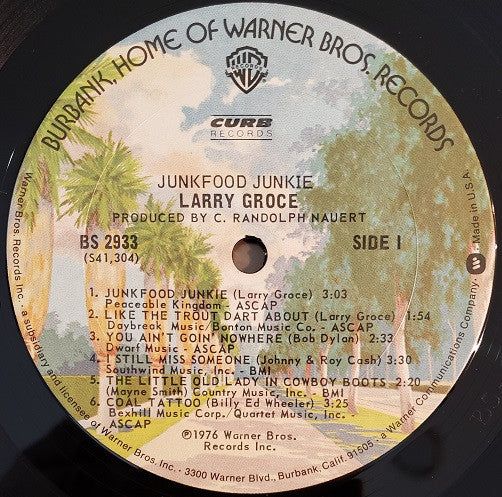 BURBANK, HOME OF WARNER BROS. RECORDS
WB
RECORDS
CURB
RECORDS
JUNKFOOD JUNKIE
LARRY GROCE
PRODUCED BY C. RANDOLPH NAUERT
BS 2933
(S41,304)
SIDE 1
1. JUNKFOOD JUNKIE (Larry Groce) 3:03
Peaceable Kingdom - ASCAP
2. LIKE THE TROUT DART ABOUT (Larry Groce) 1:54
Daybreak Music/Bonton Music Co. - ASCAP
3. YOU AIN'T GOIN' NOWHERE (Bob Dylon) 2:33
Dwarf Music - ASCAP
4. I STILL MISS SOMEONE (Johnny & Roy Cash) 3:30
Southwind Music, Inc. - BMI
5. THE LITTLE OLD LADY IN COWBOY BOOTS - 2:20
(Mayne Smith) Country Music, Inc. - BMI
6. COAL TATTOO (Billy Ed Wheeler) 3:25
Bexhill Music Corp./Quartet Music, Inc.
ASCAP
©1976 Warner Bros.
Records Inc.
Warner Bros. Records Inc. - a subsidiary and licensee of Warner Bros. Inc. - 3300 Warner Blvd., Burbank, Calif. 91505 - a Warner Communications Company - Made in U.S.A.